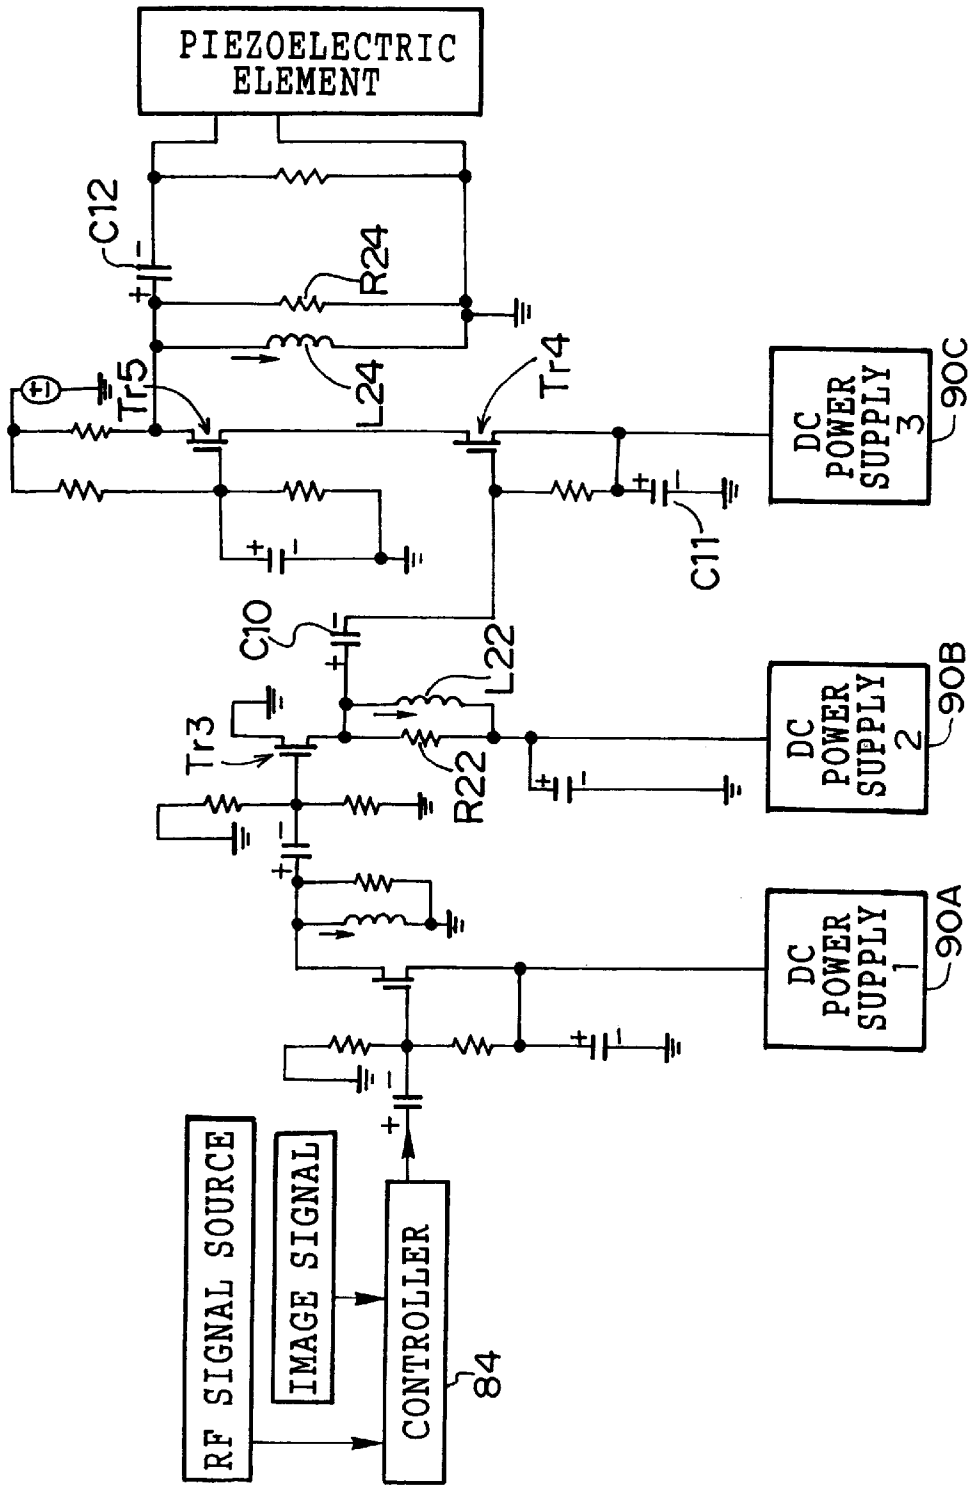 PIEZOELECTRIC
ELEMENT
C12
+
-
R24
L24
Tr5
±
Tr4
+
-
+
-
C11
DC
POWER
SUPPLY
3
90C
C10
+
-
L22
Tr3
R22
+
-
DC
POWER
SUPPLY
2
90B
+
-
+
-
DC
POWER
SUPPLY
1
90A
+
-
RF SIGNAL SOURCE
IMAGE SIGNAL
CONTROLLER
84